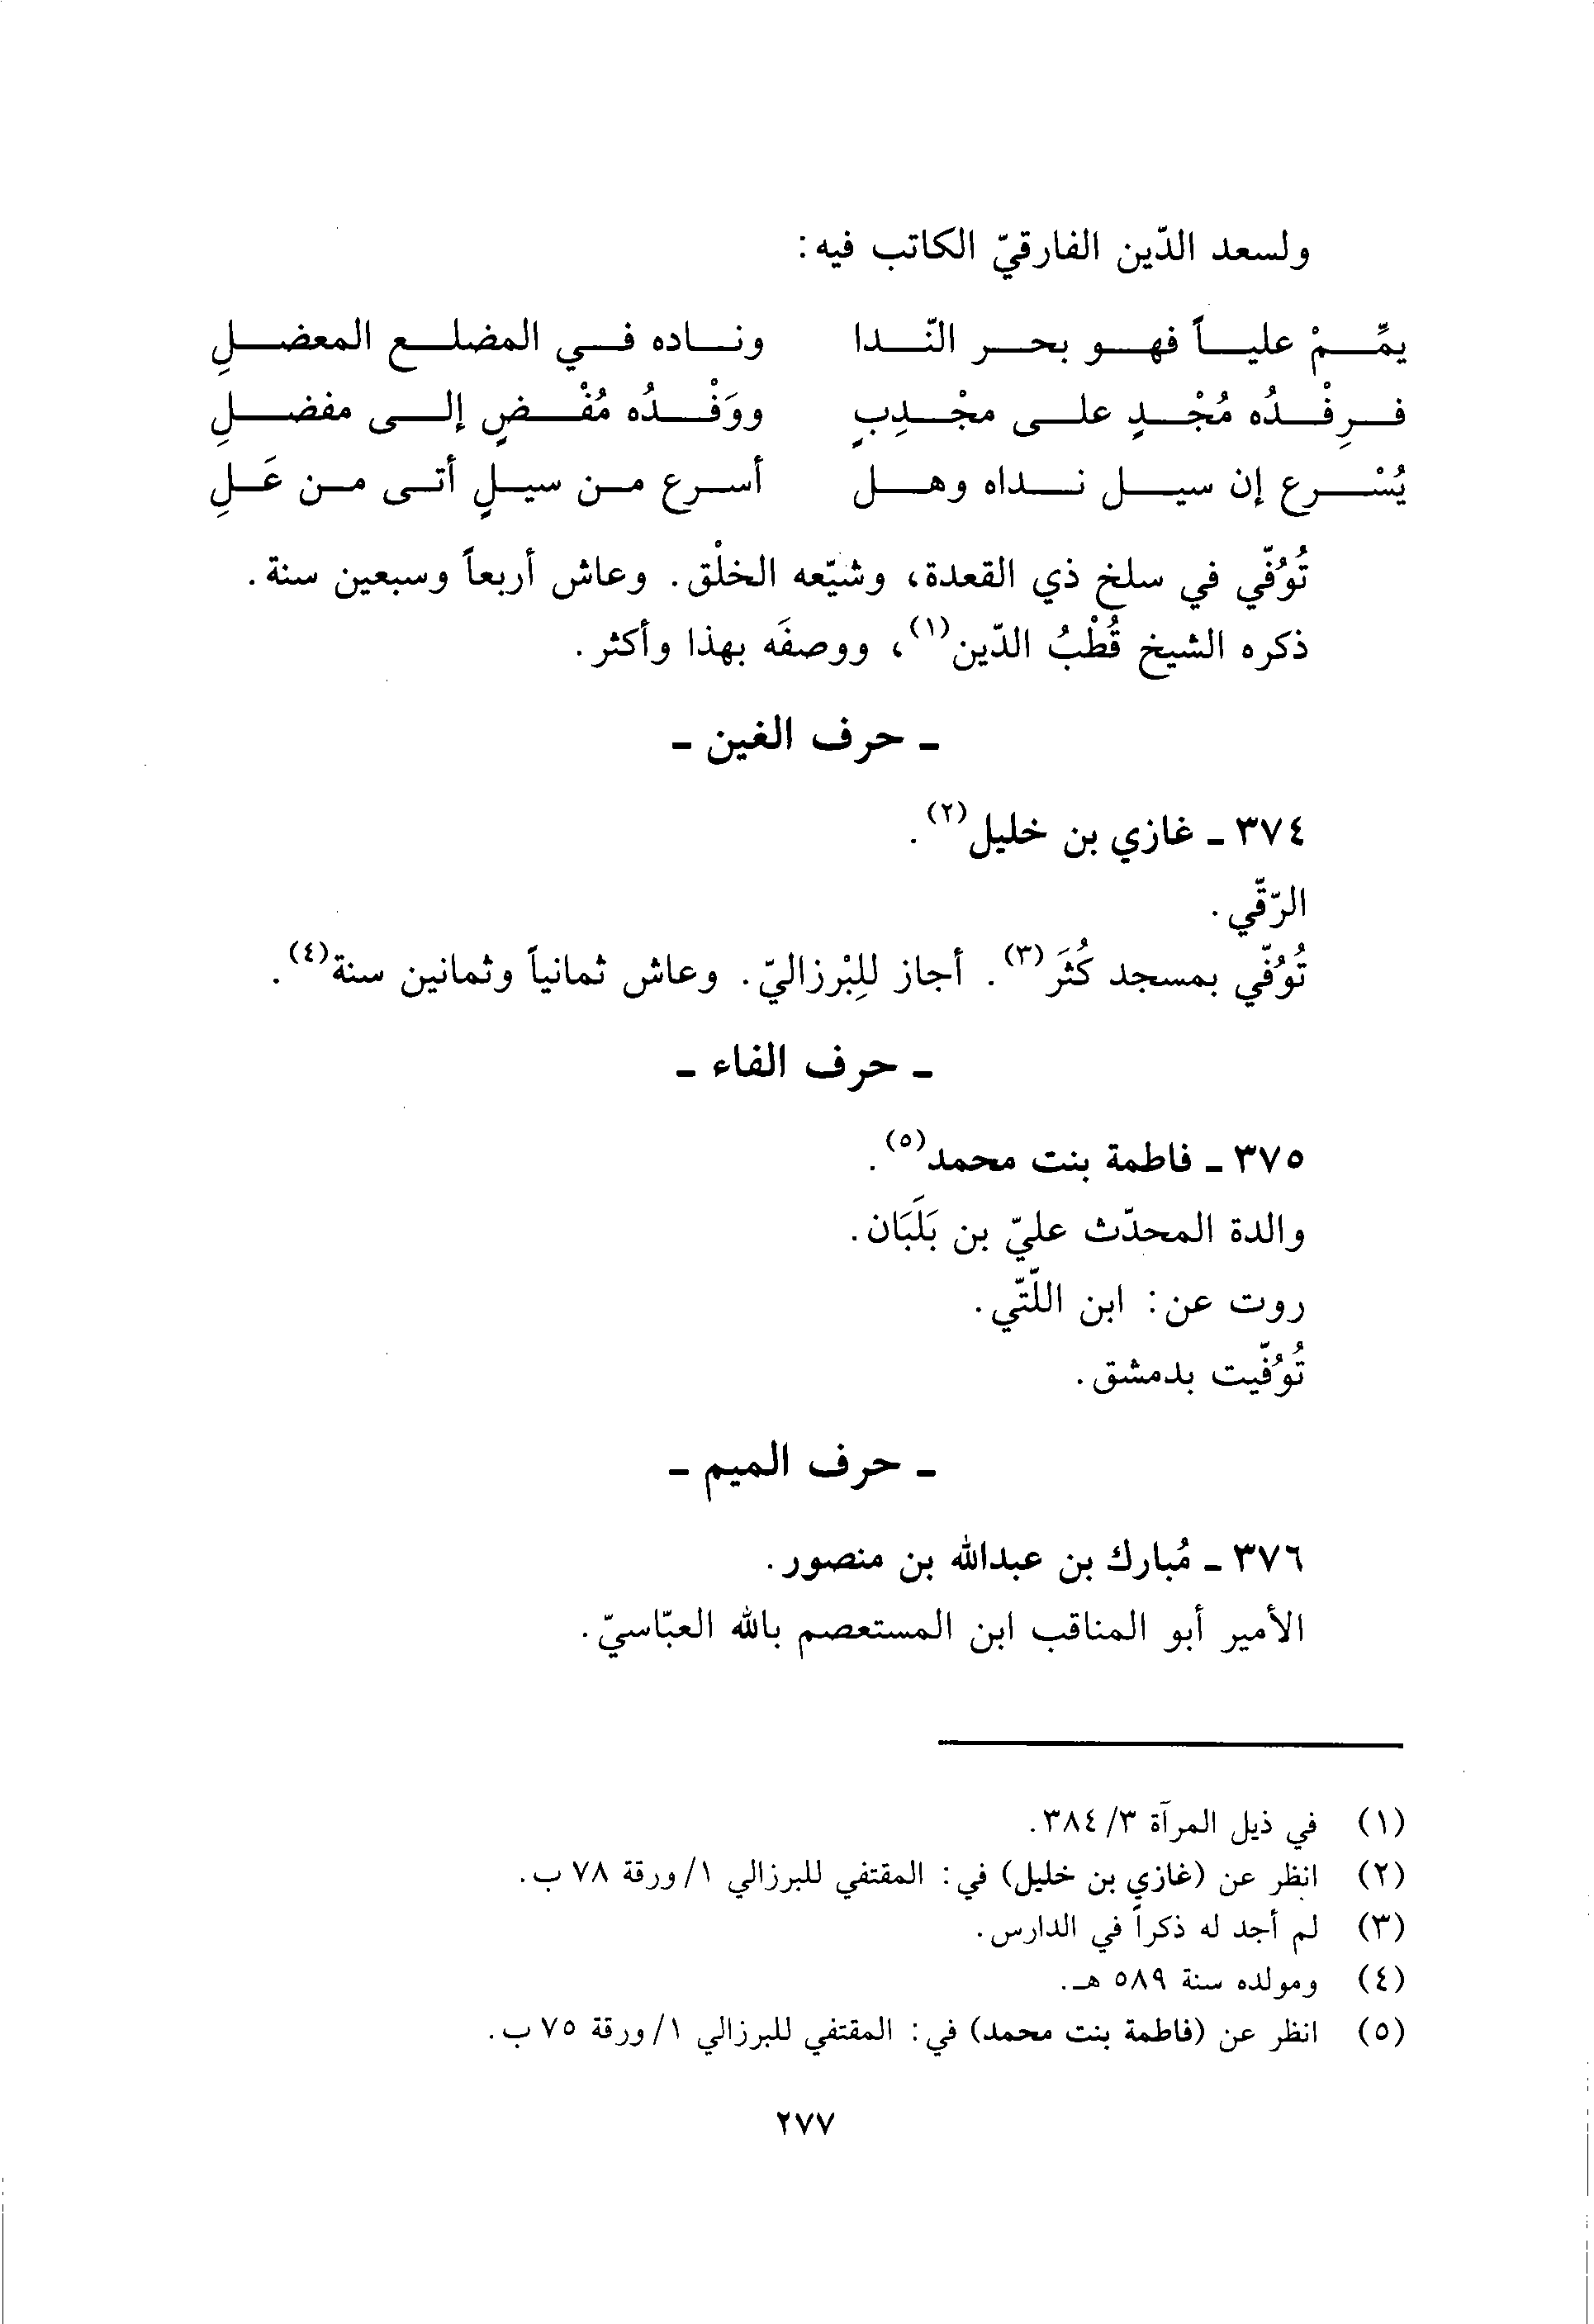 ولسعد الدّين الفارقيّ الكاتب فيه:
يمِّمْ علياً فهو بحر النّدا ... وناده في المضلع المعضلِ
فرِفْدُه مُجْدٍ على مجْدِبٍ ... ووَفْدُه مُفْضٍ إلى مفضلِ
يُسْرع إن سيل نداه وهل ... أسرع من سيلٍ أتى من عَلِ
تُوُفّي في سلخ ذي القعدة، وشيّعه الخلْق. وعاش أربعاً وسبعين سنة.
ذكره الشيخ قُطْبُ الدّين(١)، ووصفَه بهذا وأكثر.
- حرف الغين -
٣٧٤ - غازي بن خليل(٢).
الرّقّي.
تُوُفّي بمسجد كُثَر(٣). أجاز للِبْرزاليّ. وعاش ثمانياً وثمانين سنة(٤).
- حرف الفاء -
٣٧٥ - فاطمة بنت محمد(٥).
والدة المحدّث عليّ بن بَلَبَان.
روت عن: ابن اللّتّي.
تُوُفّيت بدمشق.
- حرف الميم -
٣٧٦ - مُبارك بن عبدالله بن منصور.
الأمير أبو المناقب ابن المستعصم بالله العبّاسيّ.
(١) في ذيل المرآة ٣/ ٣٨٤.
(٢) انظر عن (غازي بن خليل) في: المقتفي للبرزالي ١/ورقة ٧٨ ب.
(٣) لم أجد له ذكراً في الدارس.
(٤) ومولده سنة ٥٨٩ هـ.
(٥) انظر عن (فاطمة بنت محمد) في: المقتفي للبرزالي ١/ورقة ٧٥ ب.
٢٧٧